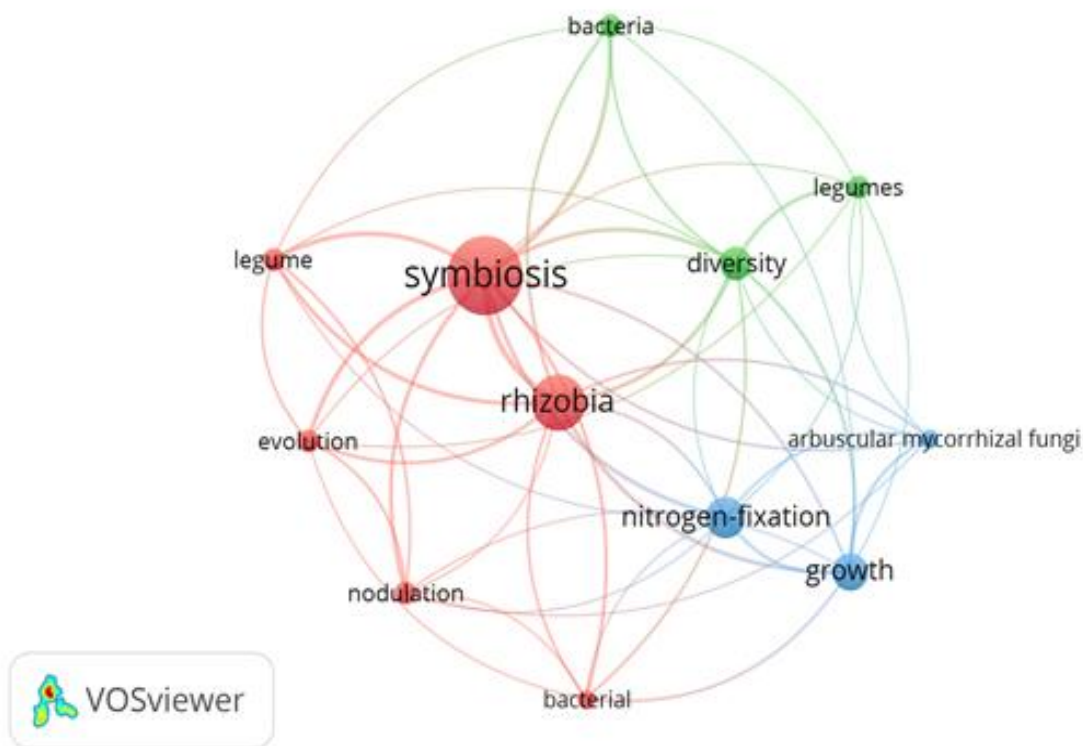 bacteria
legumes
legume
symbiosis
diversity
rhizobia
evolution
arbuscular mycorrhizal fungi
nitrogen-fixation
growth
nodulation
bacterial
VOSviewer